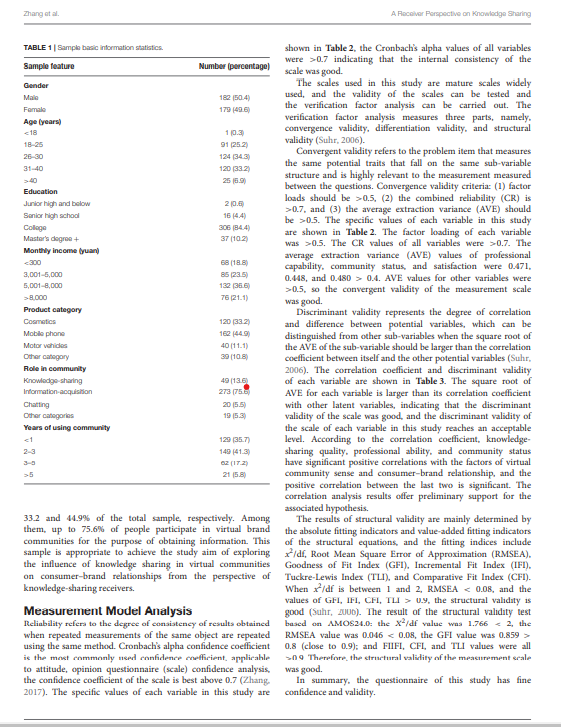 Zhang et al.
A Receiver Perspective on Knowledge Sharing
TABLE 1 | Sample basic information statistics.
Sample feature Number (percentage)
Gender
Male 182 (50.4)
Female 179 (49.6)
Age (years)
<18 1 (0.3)
18–25 91 (25.2)
26–30 124 (34.3)
31–40 120 (33.2)
>40 25 (6.9)
Education
Junior high and below 2 (0.6)
Senior high school 16 (4.4)
College 306 (84.4)
Master's degree + 37 (10.2)
Monthly income (yuan)
<300 68 (18.8)
3,001–5,000 85 (23.5)
5,001–8,000 132 (36.6)
>8,000 76 (21.1)
Product category
Cosmetics 120 (33.2)
Mobile phone 162 (44.9)
Motor vehicles 40 (11.1)
Other category 39 (10.8)
Role in community
Knowledge-sharing 49 (13.6)
Information-acquisition 273 (75.6)
Chatting 20 (5.5)
Other categories 19 (5.3)
Years of using community
<1 129 (35.7)
2–3 149 (41.3)
3–5 62 (17.2)
>5 21 (5.8)
33.2 and 44.9% of the total sample, respectively. Among
them, up to 75.6% of people participate in virtual brand
communities for the purpose of obtaining information. This
sample is appropriate to achieve the study aim of exploring
the influence of knowledge sharing in virtual communities
on consumer–brand relationships from the perspective of
knowledge-sharing receivers.
Measurement Model Analysis
Reliability refers to the degree of consistency of results obtained
when repeated measurements of the same object are repeated
using the same method. Cronbach's alpha confidence coefficient
is the most commonly used confidence coefficient, applicable
to attitude, opinion questionnaire (scale) confidence analysis,
the confidence coefficient of the scale is best above 0.7 (Zhang,
2017). The specific values of each variable in this study are
shown in Table 2, the Cronbach's alpha values of all variables
were >0.7 indicating that the internal consistency of the
scale was good.
The scales used in this study are mature scales widely
used, and the validity of the scales can be tested and
the verification factor analysis can be carried out. The
verification factor analysis measures three parts, namely,
convergence validity, differentiation validity, and structural
validity (Suhr, 2006).
Convergent validity refers to the problem item that measures
the same potential traits that fall on the same sub-variable
structure and is highly relevant to the measurement measured
between the questions. Convergence validity criteria: (1) factor
loads should be >0.5, (2) the combined reliability (CR) is
>0.7, and (3) the average extraction variance (AVE) should
be >0.5. The specific values of each variable in this study
are shown in Table 2. The factor loading of each variable
was >0.5. The CR values of all variables were >0.7. The
average extraction variance (AVE) values of professional
capability, community status, and satisfaction were 0.471,
0.448, and 0.480 > 0.4, AVE values for other variables were
>0.5, so the convergent validity of the measurement scale
was good.
Discriminant validity represents the degree of correlation
and difference between potential variables, which can be
distinguished from other sub-variables when the square root of
the AVE of the sub-variable should be larger than the correlation
coefficient between itself and the other potential variables (Suhr,
2006). The correlation coefficient and discriminant validity
of each variable are shown in Table 3. The square root of
AVE for each variable is larger than its correlation coefficient
with other latent variables, indicating that the discriminant
validity of the scale was good, and the discriminant validity of
the scale of each variable in this study reaches an acceptable
level. According to the correlation coefficient, knowledge-
sharing quality, professional ability, and community status
have significant positive correlations with the factors of virtual
community sense and consumer–brand relationship, and the
positive correlation between the last two is significant. The
correlation analysis results offer preliminary support for the
associated hypothesis.
The results of structural validity are mainly determined by
the absolute fitting indicators and value-added fitting indicators
of the structural equations, and the fitting indices include
x²/df, Root Mean Square Error of Approximation (RMSEA),
Goodness of Fit Index (GFI), Incremental Fit Index (IFI),
Tuckre-Lewis Index (TLI), and Comparative Fit Index (CFI).
When x²/df is between 1 and 2, RMSEA < 0.08, and the
values of GFI, IFI, CFI, TLI > 0.9, the structural validity is
good (Suhr, 2006). The result of the structural validity test
based on AMOS24.0: the X²/df value was 1.766 < 2, the
RMSEA value was 0.046 < 0.08, the GFI value was 0.859 >
0.8 (close to 0.9); and FIIFI, CFI, and TLI values were all
>0.9. Therefore, the structural validity of the measurement scale
was good.
In summary, the questionnaire of this study has fine
confidence and validity.